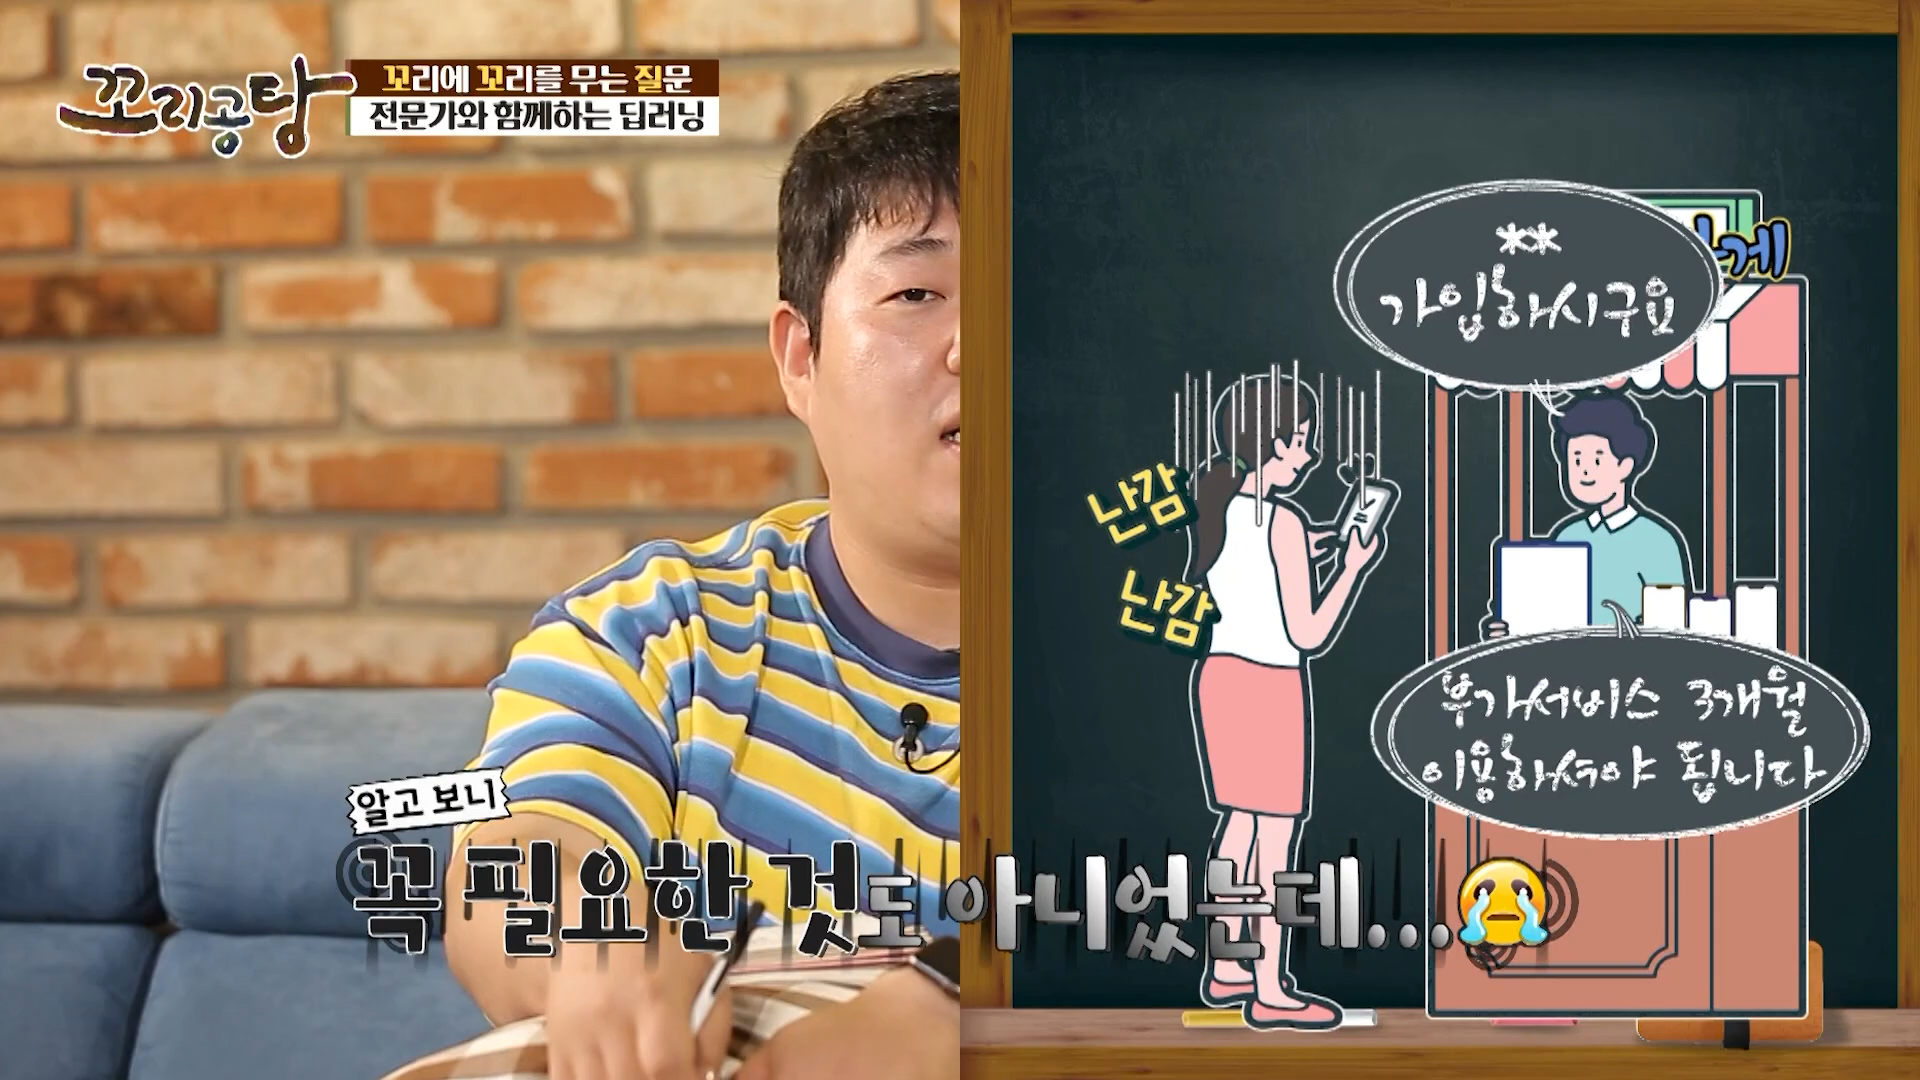 꼬리공탕
꼬리에 꼬리를 무는 질문
전문가와 함께하는 딥러닝
**
가입하시구요
난감
난감
부가서비스 3개월
이용하셔야 됩니다
알고 보니
꼭 필요한 것도 아니었는데...